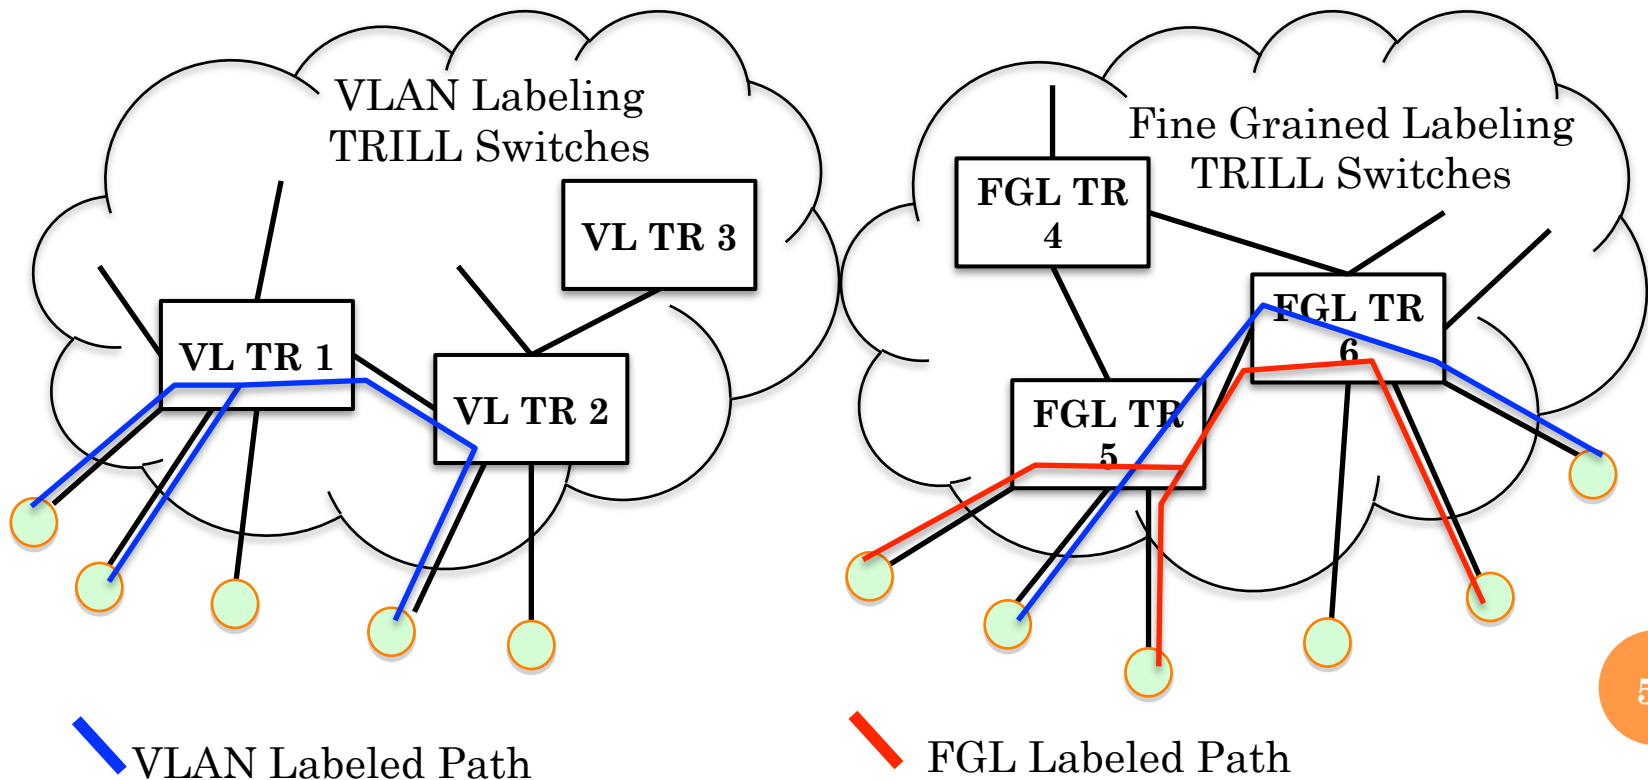 VLAN Labeling
TRILL Switches
VL TR 3
VL TR 1
VL TR 2
Fine Grained Labeling
TRILL Switches
FGL TR
4
FGL TR
6
FGL TR
5
VLAN Labeled Path
FGL Labeled Path
5